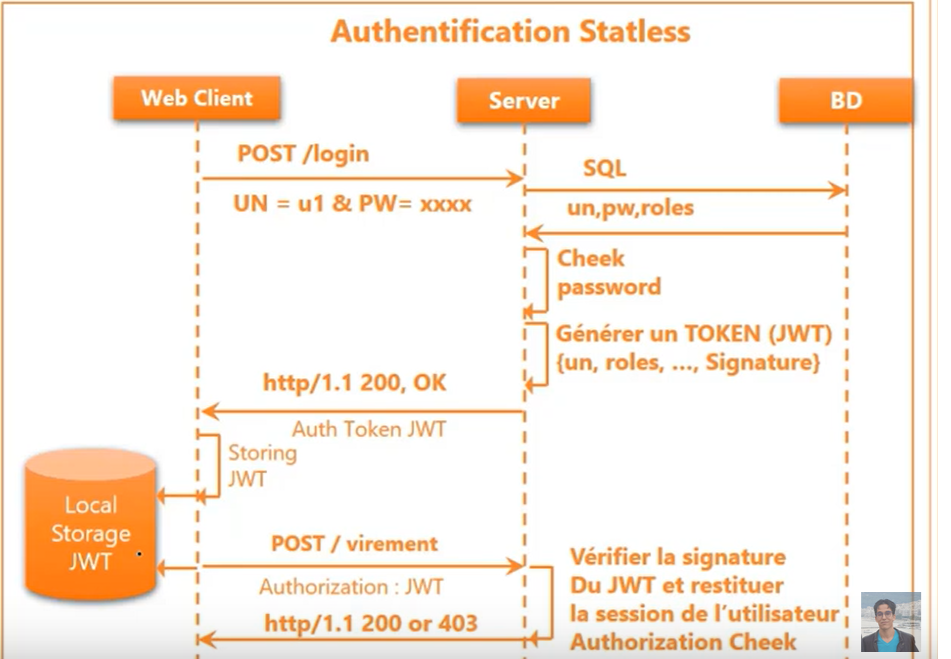 Authentification Statless
Web Client
Server
BD
POST /login
UN = u1 & PW= xxxx
SQL
un,pw,roles
Cheek
password
Générer un TOKEN (JWT)
{un, roles, ..., Signature}
http/1.1 200, OK
Auth Token JWT
Storing
JWT
Local
Storage
JWT
POST / virement
Authorization : JWT
http/1.1 200 or 403
Vérifier la signature
Du JWT et restituer
la session de l'utilisateur
Authorization Cheek